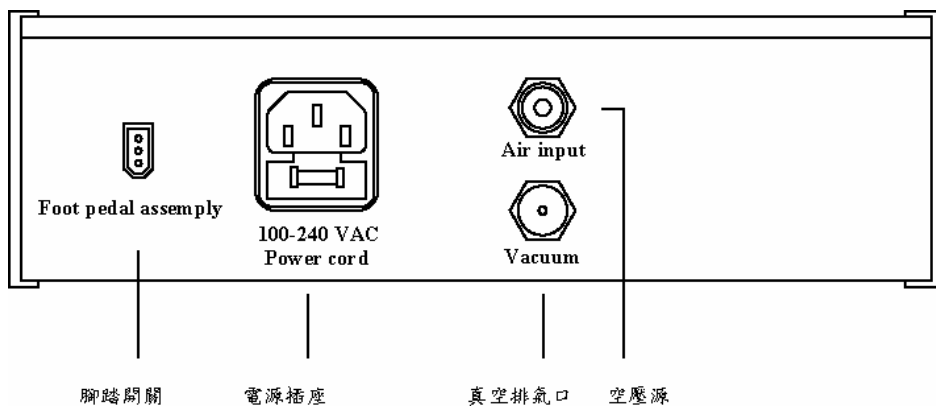 Air input
Foot pedal assemply
100-240 VAC
Power cord
Vacuum
腳踏開關 電源插座 真空排氣口 空壓源